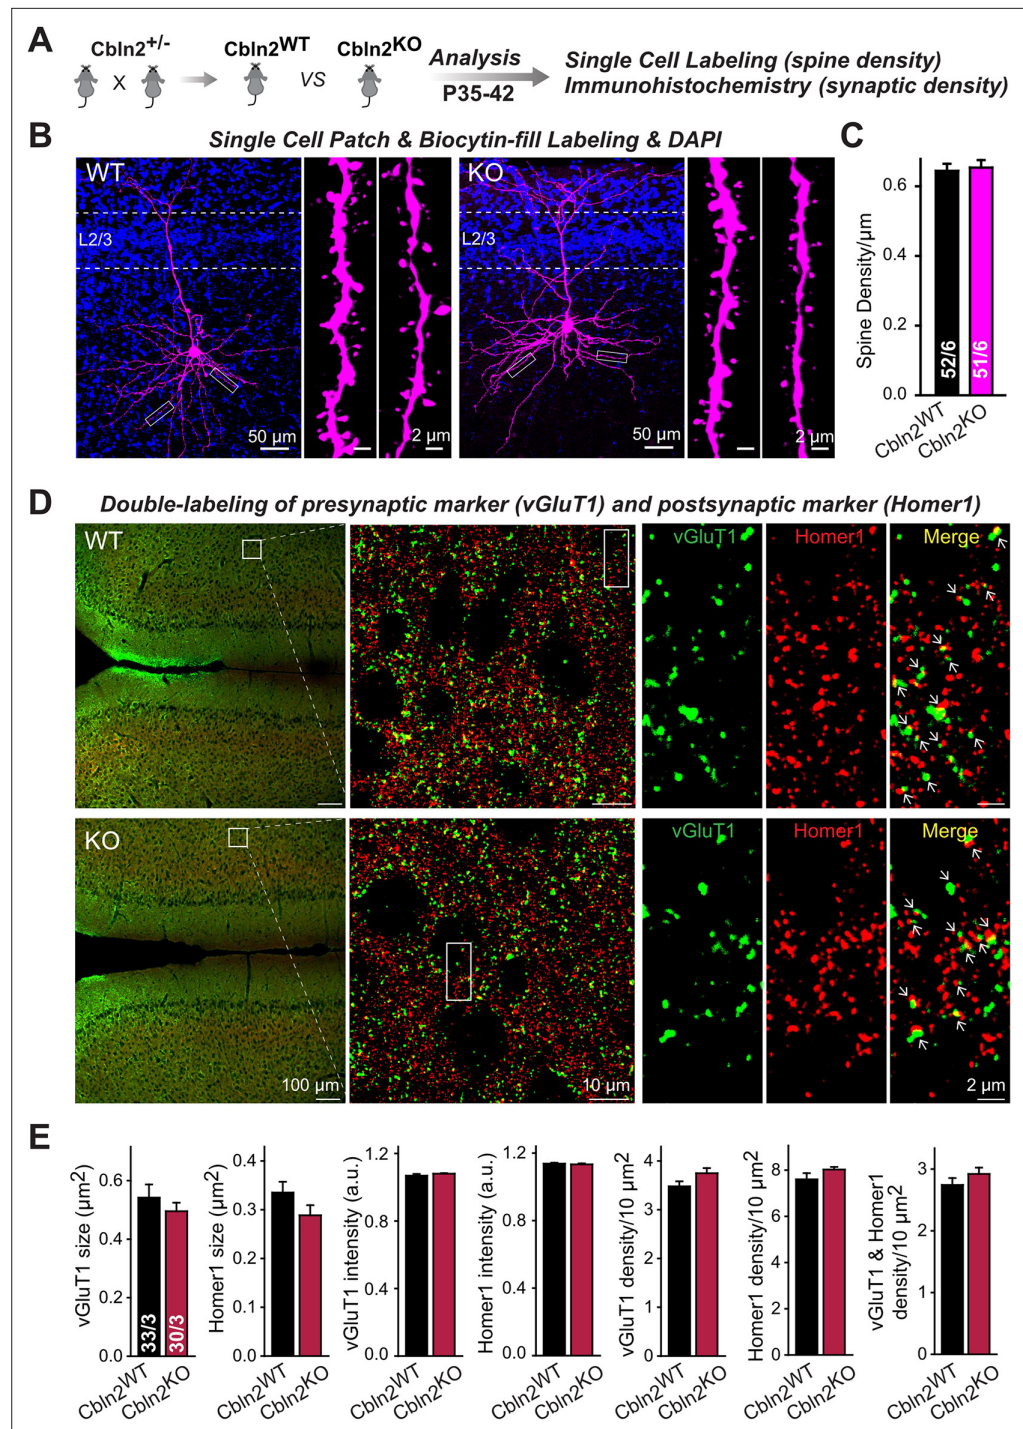 A
Cbln2+/-
X
Cbln2WT
VS
Cbln2KO
Analysis
P35-42
Single Cell Labeling (spine density)
Immunohistochemistry (synaptic density)
B
Single Cell Patch & Biocytin-fill Labeling & DAPI
WT
L2/3
50 µm
2 µm
KO
50 µm
2 µm
C
Spine Density/µm
0.6
0.4
0.2
0.0
52/6
51/6
Cbln2WT
Cbln2KO
D
Double-labeling of presynaptic marker (vGluT1) and postsynaptic marker (Homer1)
WT
vGluT1
Homer1
Merge
KO
vGluT1
Homer1
Merge
100 µm
10 µm
2 µm
E
vGluT1 size (µm2)
0.6
0.4
0.2
0.0
33/3
30/3
Cbln2WT
Cbln2KO
Homer1 size (µm2)
0.4
0.3
0.2
0.1
0.0
Cbln2WT
Cbln2KO
vGluT1 intensity (a.u.)
1.2
0.8
0.4
0.0
Cbln2WT
Cbln2KO
Homer1 intensity (a.u.)
1.2
0.8
0.4
0.0
Cbln2WT
Cbln2KO
vGluT1 density/10 µm2
4
3
2
1
0
Cbln2WT
Cbln2KO
Homer1 density/10 µm2
8
6
4
2
0
Cbln2WT
Cbln2KO
vGluT1 & Homer1
density/10 µm2
3
2
1
0
Cbln2WT
Cbln2KO